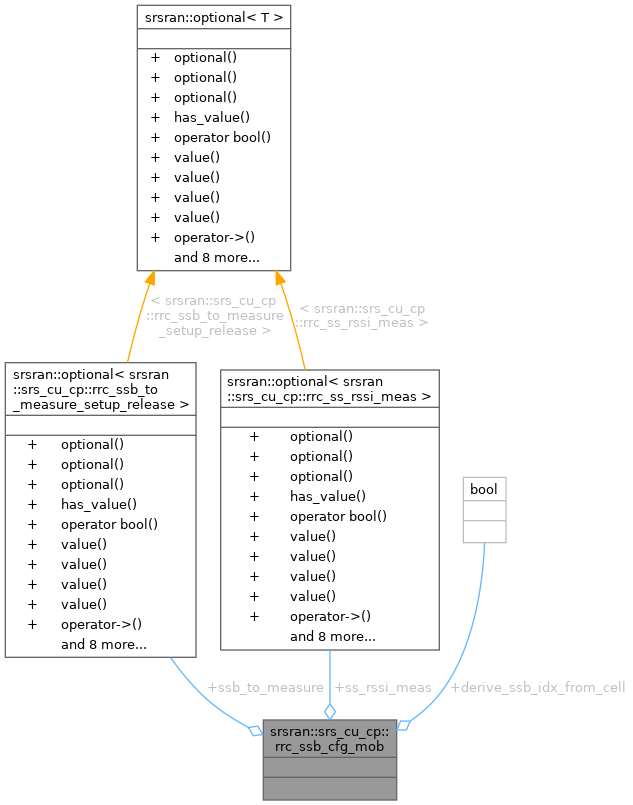 srsran::optional< T >
+ optional()
+ optional()
+ optional()
+ has_value()
+ operator bool()
+ value()
+ value()
+ value()
+ value()
+ operator->()
and 8 more...
< srsran::srs_cu_cp
::rrc_ssb_to_measure
_setup_release >
< srsran::srs_cu_cp
::rrc_ss_rssi_meas >
srsran::optional< srsran
::srs_cu_cp::rrc_ssb_to
_measure_setup_release >
+ optional()
+ optional()
+ optional()
+ has_value()
+ operator bool()
+ value()
+ value()
+ value()
+ value()
+ operator->()
and 8 more...
srsran::optional< srsran
::srs_cu_cp::rrc_ss_rssi_meas >
+ optional()
+ optional()
+ optional()
+ has_value()
+ operator bool()
+ value()
+ value()
+ value()
+ value()
+ operator->()
and 8 more...
bool
+ssb_to_measure
+ss_rssi_meas
+derive_ssb_idx_from_cell
srsran::srs_cu_cp::
rrc_ssb_cfg_mob